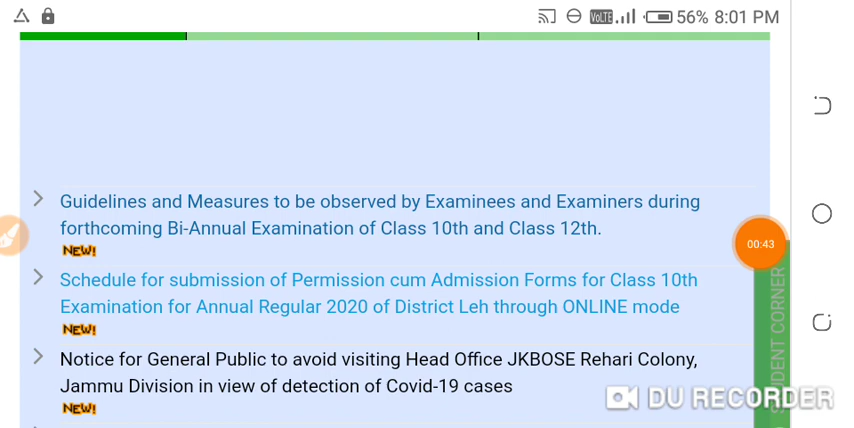 VoLTE 56% 8:01 PM
Guidelines and Measures to be observed by Examinees and Examiners during
forthcoming Bi-Annual Examination of Class 10th and Class 12th.
NEW!
00:43
Schedule for submission of Permission cum Admission Forms for Class 10th
Examination for Annual Regular 2020 of District Leh through ONLINE mode
NEW!
Notice for General Public to avoid visiting Head Office JKBOSE Rehari Colony,
Jammu Division in view of detection of Covid-19 cases
NEW!
STUDENT CORNER
DU RECORDER